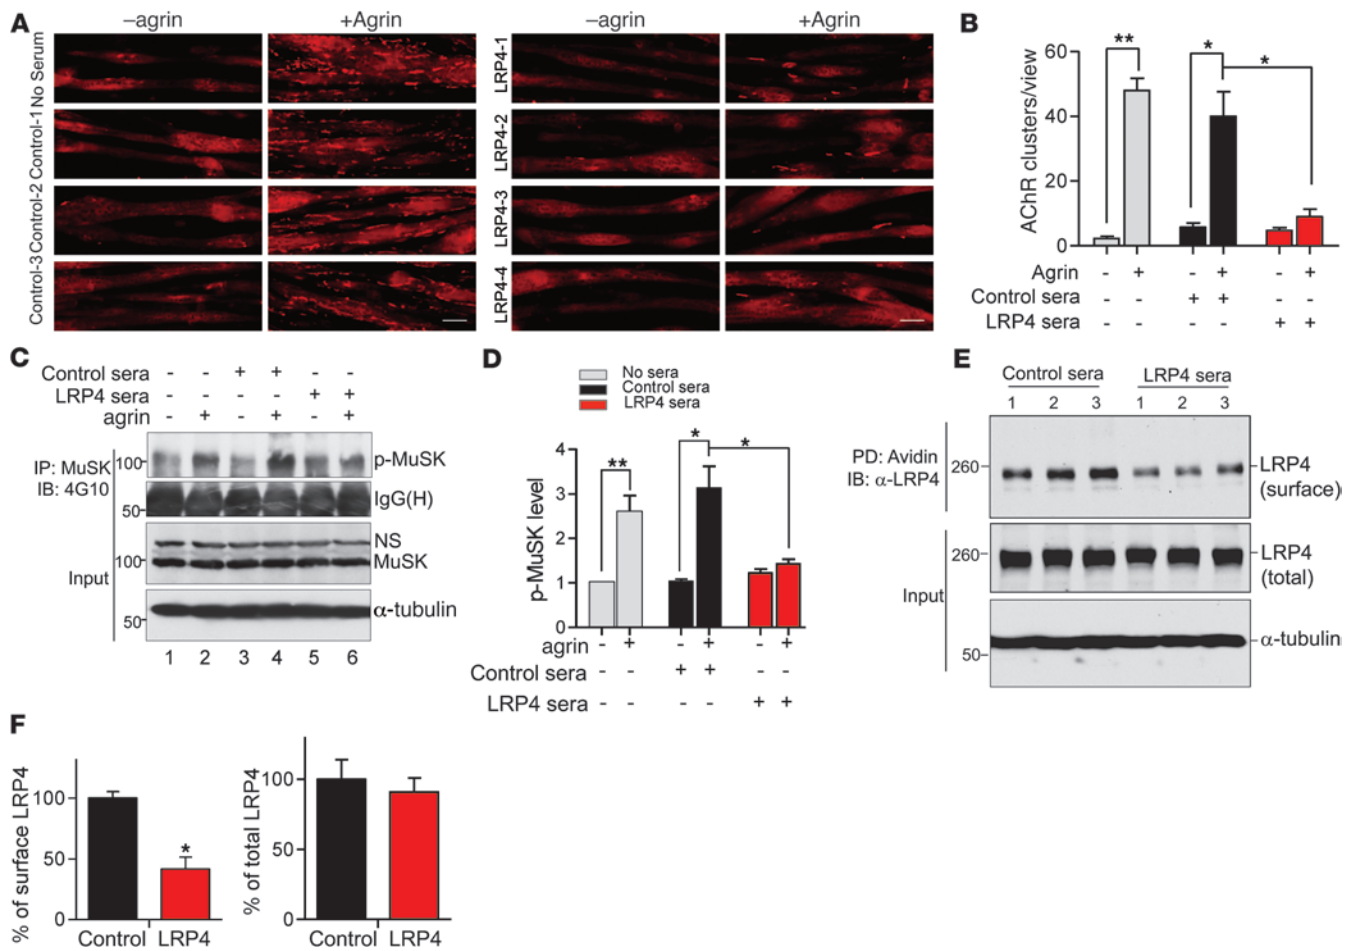 A
–agrin
+Agrin
–agrin
+Agrin
No Serum
Control-1
Control-2
Control-3
LRP4-1
LRP4-2
LRP4-3
LRP4-4
B
AChR clusters/view
60
40
20
0
**
*
*
Agrin - + - + - +
Control sera - - + + - -
LRP4 sera - - - - + +
C
Control sera - - + + - -
LRP4 sera - - - - + +
agrin - + - + - +
IP: MuSK
IB: 4G10
100
p-MuSK
50
IgG(H)
Input
NS
100
MuSK
50
α-tubulin
1 2 3 4 5 6
D
No sera
Control sera
LRP4 sera
p-MuSK level
4
3
2
1
0
**
*
*
agrin - + - + - +
Control sera - - + + - -
LRP4 sera - - - - + +
E
Control sera LRP4 sera
1 2 3 1 2 3
PD: Avidin
IB: α-LRP4
260
LRP4
(surface)
Input
260
LRP4
(total)
50
α-tubulin
F
% of surface LRP4
100
50
0
*
Control LRP4
% of total LRP4
100
50
0
Control LRP4